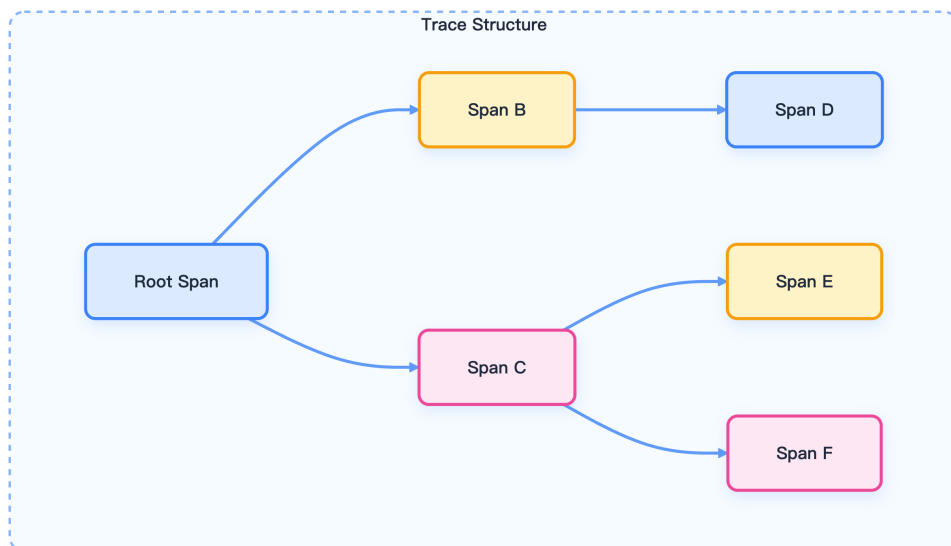 Trace Structure
Span B
Span D
Root Span
Span E
Span C
Span F